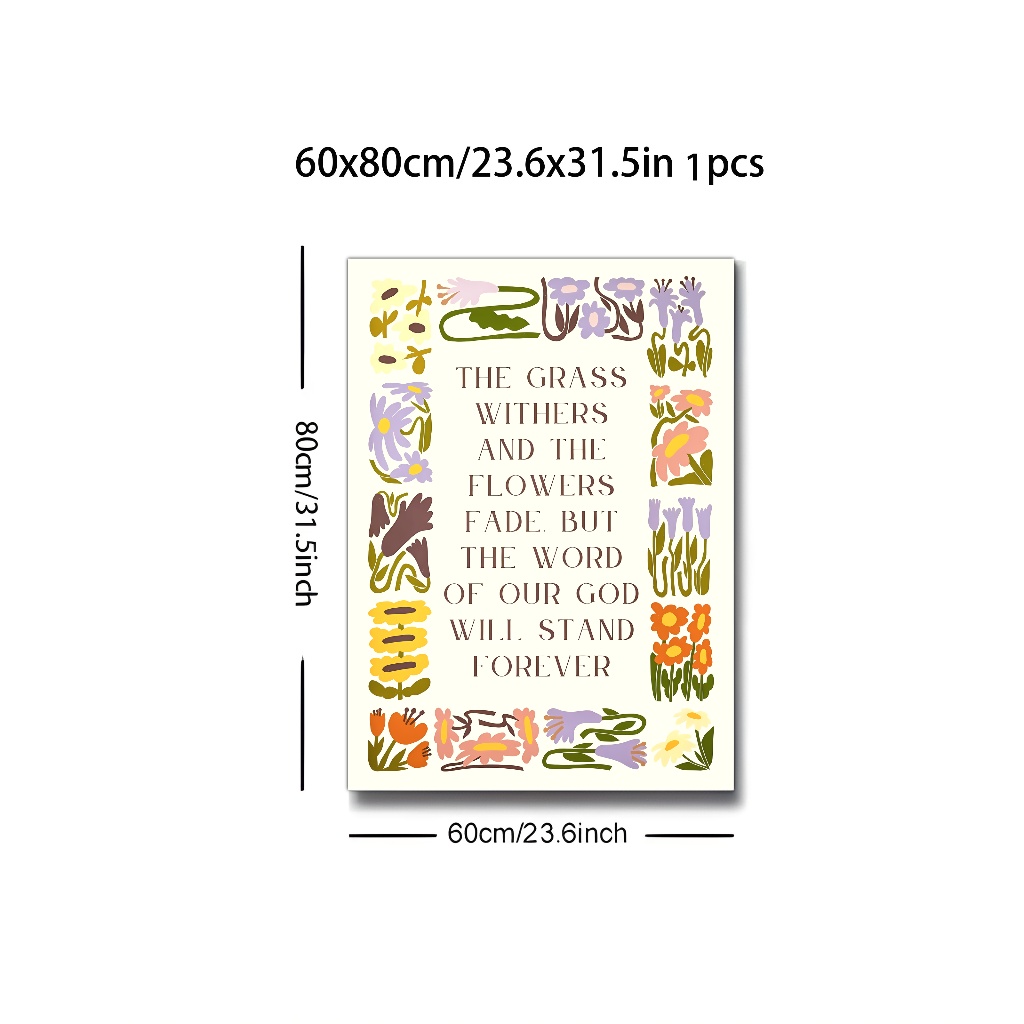 60x80cm/23.6x31.5in 1pcs
80cm/31.5inch
THE GRASS
WITHERS
AND THE
FLOWERS
FADE. BUT
THE WORD
OF OUR GOD
WILL STAND
FOREVER
60cm/23.6inch